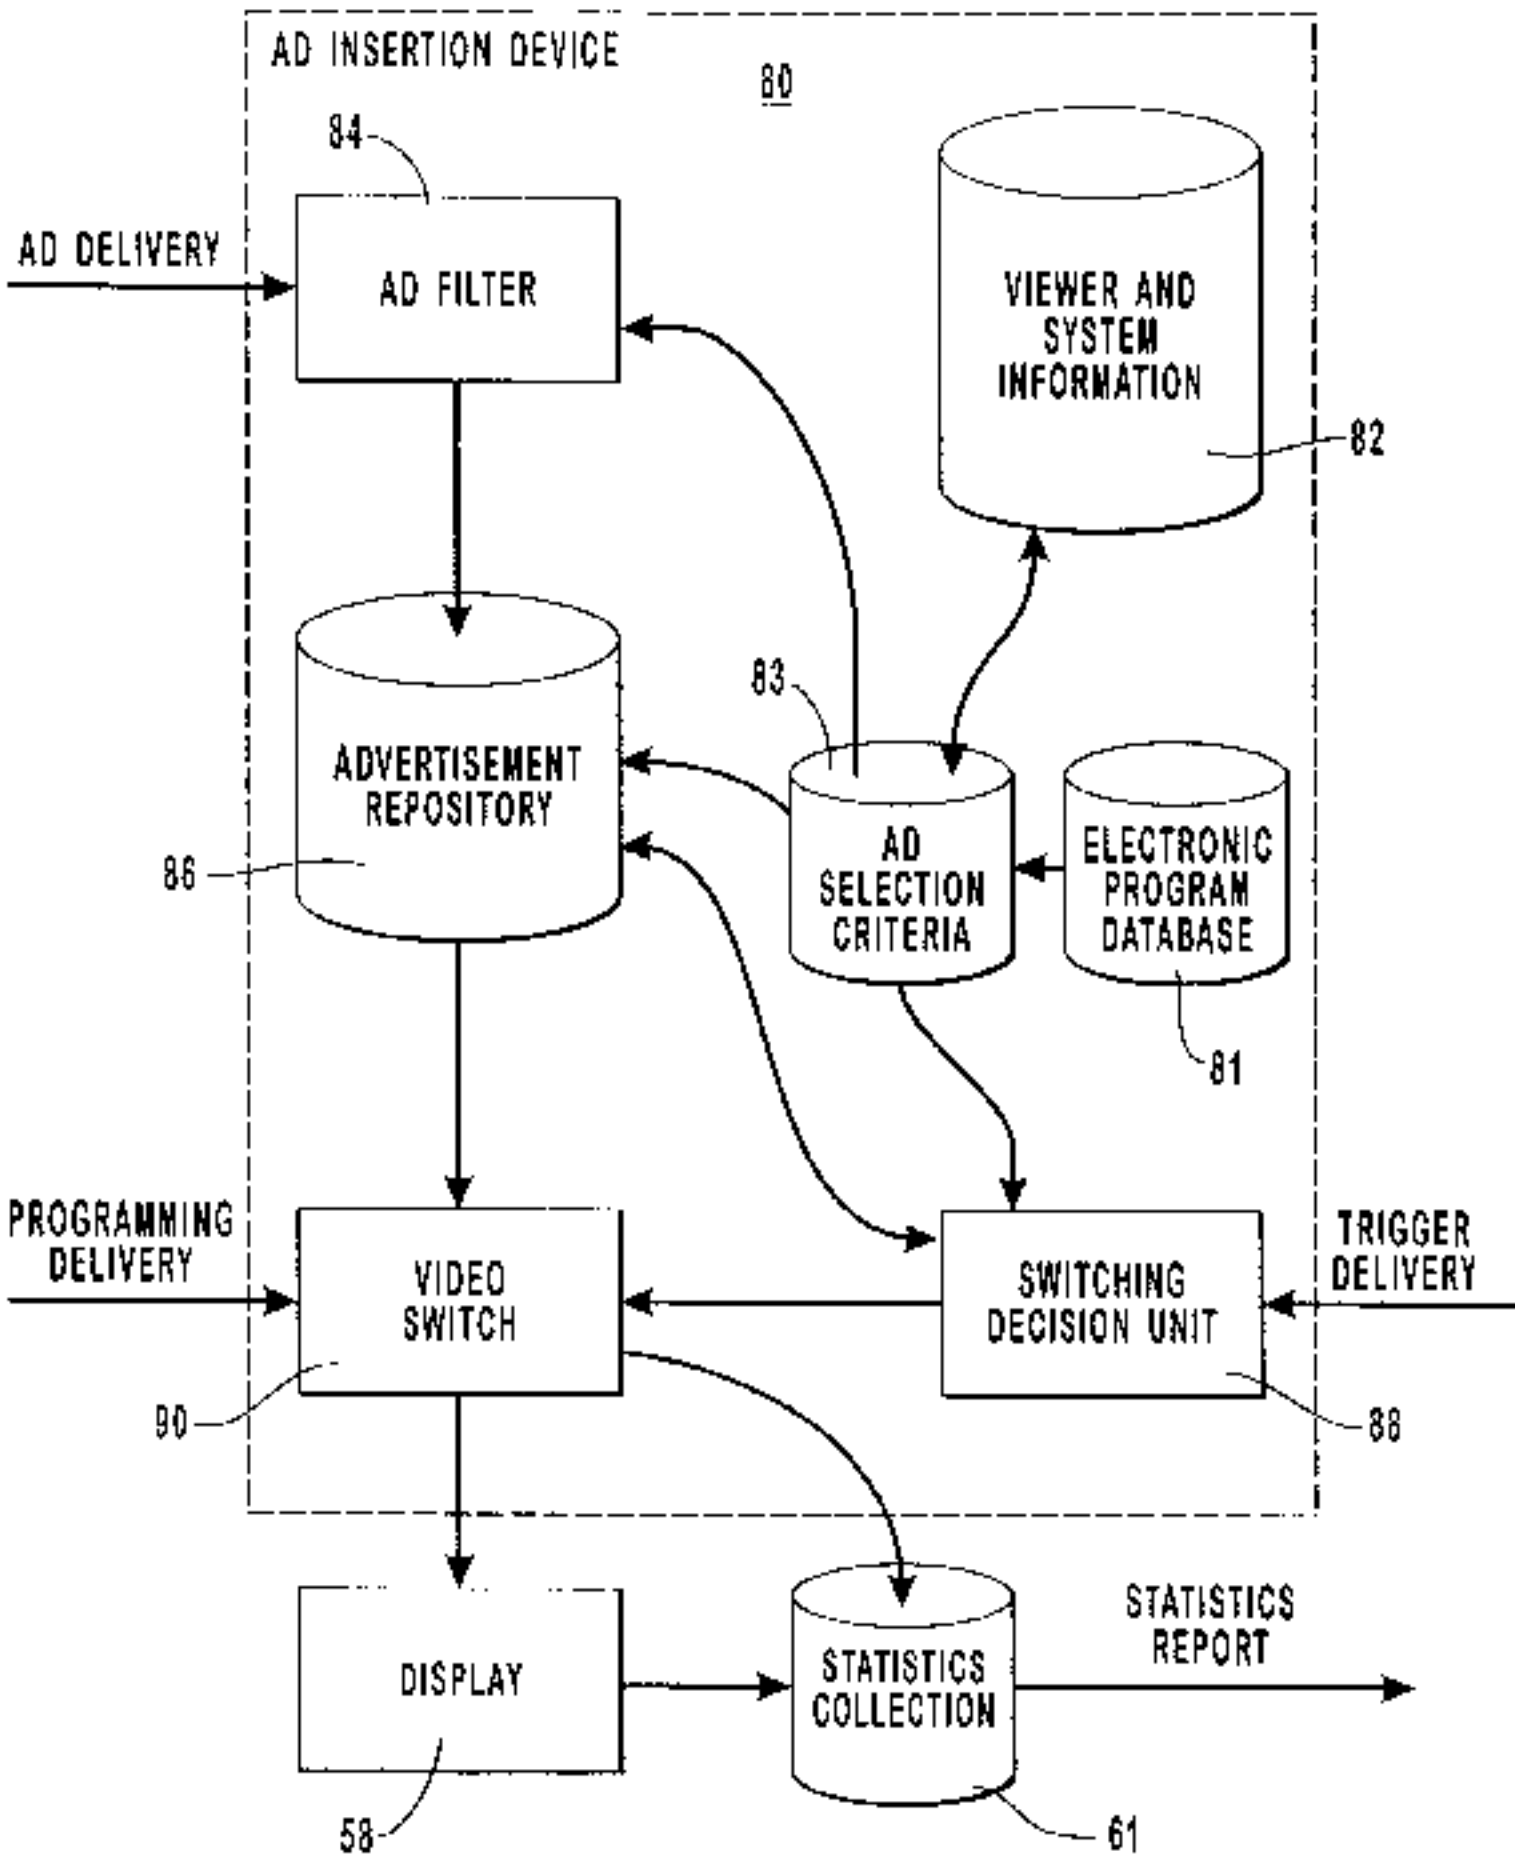 AD INSERTION DEVICE
80
84
AD DELIVERY
AD FILTER
VIEWER AND
SYSTEM
INFORMATION
82
83
ADVERTISEMENT
REPOSITORY
86
AD
SELECTION
CRITERIA
ELECTRONIC
PROGRAM
DATABASE
81
PROGRAMMING
DELIVERY
VIDEO
SWITCH
90
SWITCHING
DECISION UNIT
88
TRIGGER
DELIVERY
DISPLAY
58
STATISTICS
COLLECTION
61
STATISTICS
REPORT